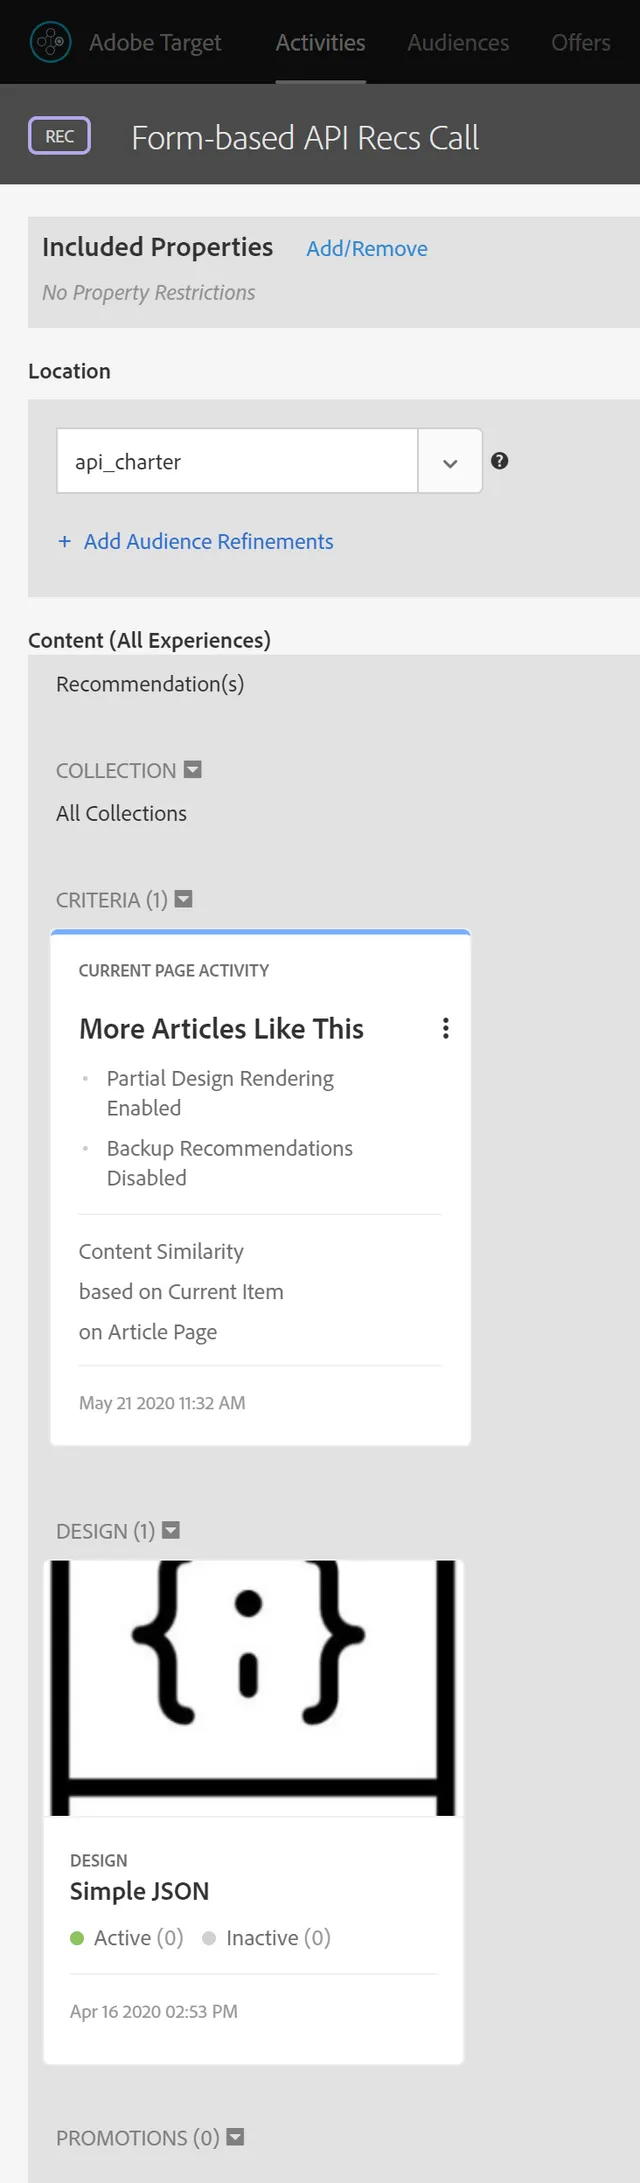 Adobe Target Activities Audiences Offers
REC Form-based API Recs Call
Included Properties Add/Remove
No Property Restrictions
Location
api_charter
+ Add Audience Refinements
Content (All Experiences)
Recommendation(s)
COLLECTION
All Collections
CRITERIA (1)
CURRENT PAGE ACTIVITY
More Articles Like This
Partial Design Rendering
Enabled
Backup Recommendations
Disabled
Content Similarity
based on Current Item
on Article Page
May 21 2020 11:32 AM
DESIGN (1)
{;}
DESIGN
Simple JSON
Active (0) Inactive (0)
Apr 16 2020 02:53 PM
PROMOTIONS (0)